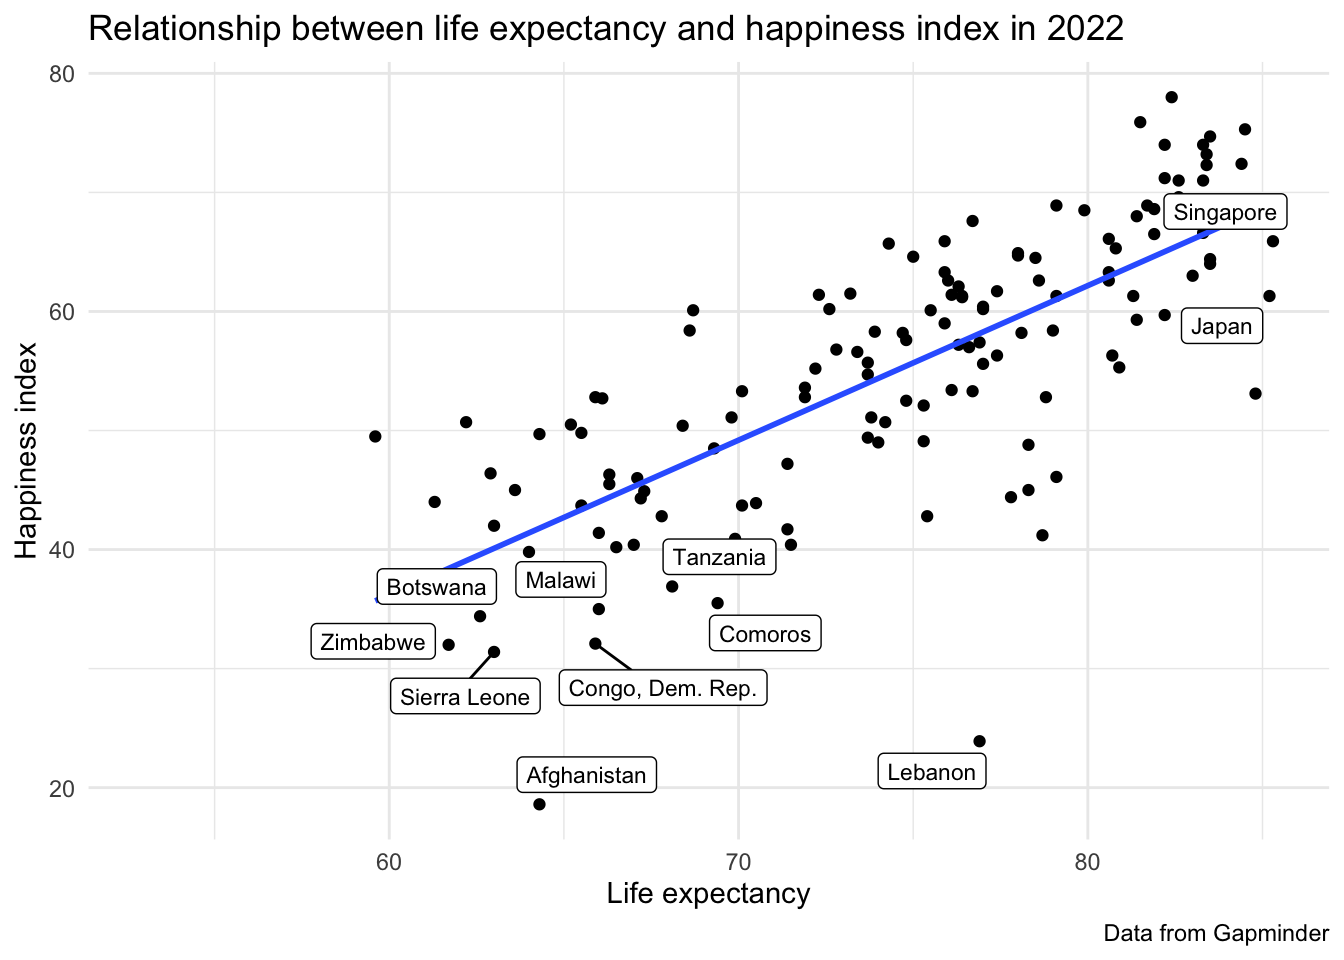 Relationship between life expectancy and happiness index in 2022
80
60
40
20
Happiness index
Singapore
Japan
Tanzania
Botswana
Malawi
Zimbabwe
Comoros
Sierra Leone
Congo, Dem. Rep.
Afghanistan
Lebanon
60 70 80
Life expectancy
Data from Gapminder